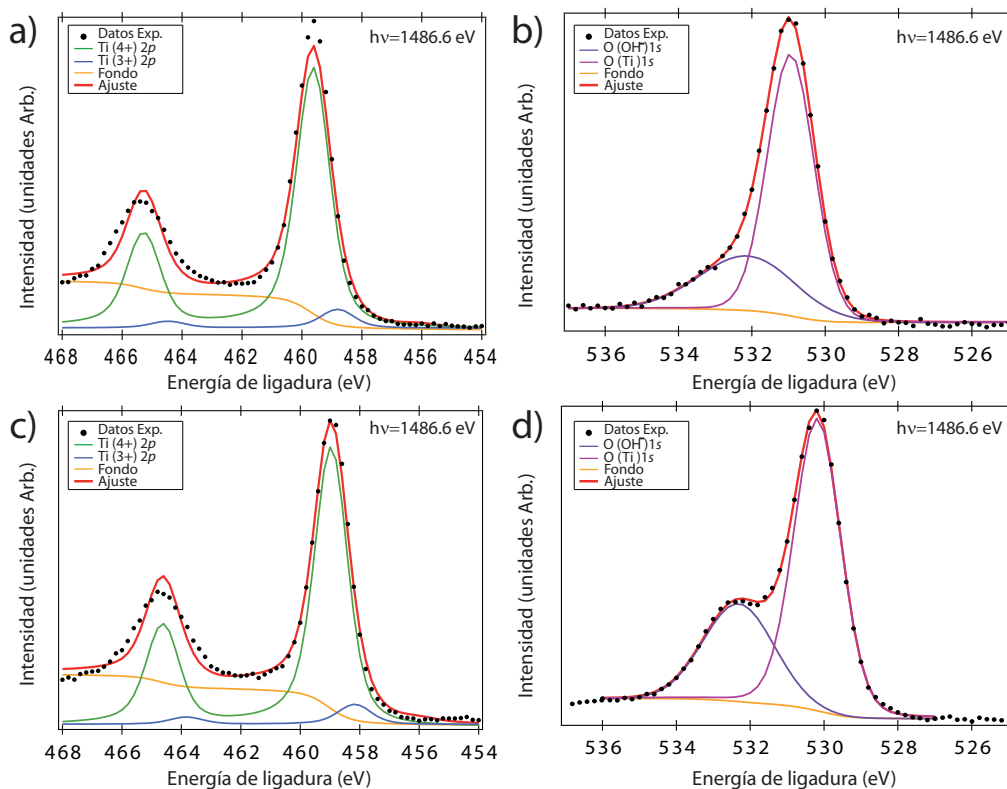 a)
Datos Exp.
Ti (4+) 2p
Ti (3+) 2p
Fondo
Ajuste
hν=1486.6 eV
Intensidad (unidades Arb.)
468 466 464 462 460 458 456 454
Energía de ligadura (eV)
b)
Datos Exp.
O (OH-)1s
O (Ti )1s
Fondo
Ajuste
hν=1486.6 eV
Intensidad (unidades Arb.)
536 534 532 530 528 526
Energía de ligadura (eV)
c)
Datos Exp.
Ti (4+) 2p
Ti (3+) 2p
Fondo
Ajuste
hν=1486.6 eV
Intensidad (unidades Arb.)
468 466 464 462 460 458 456 454
Energía de ligadura (eV)
d)
Datos Exp.
O (OH-)1s
O (Ti )1s
Fondo
Ajuste
hν=1486.6 eV
Intensidad (unidades Arb.)
536 534 532 530 528 526
Energía de ligadura (eV)